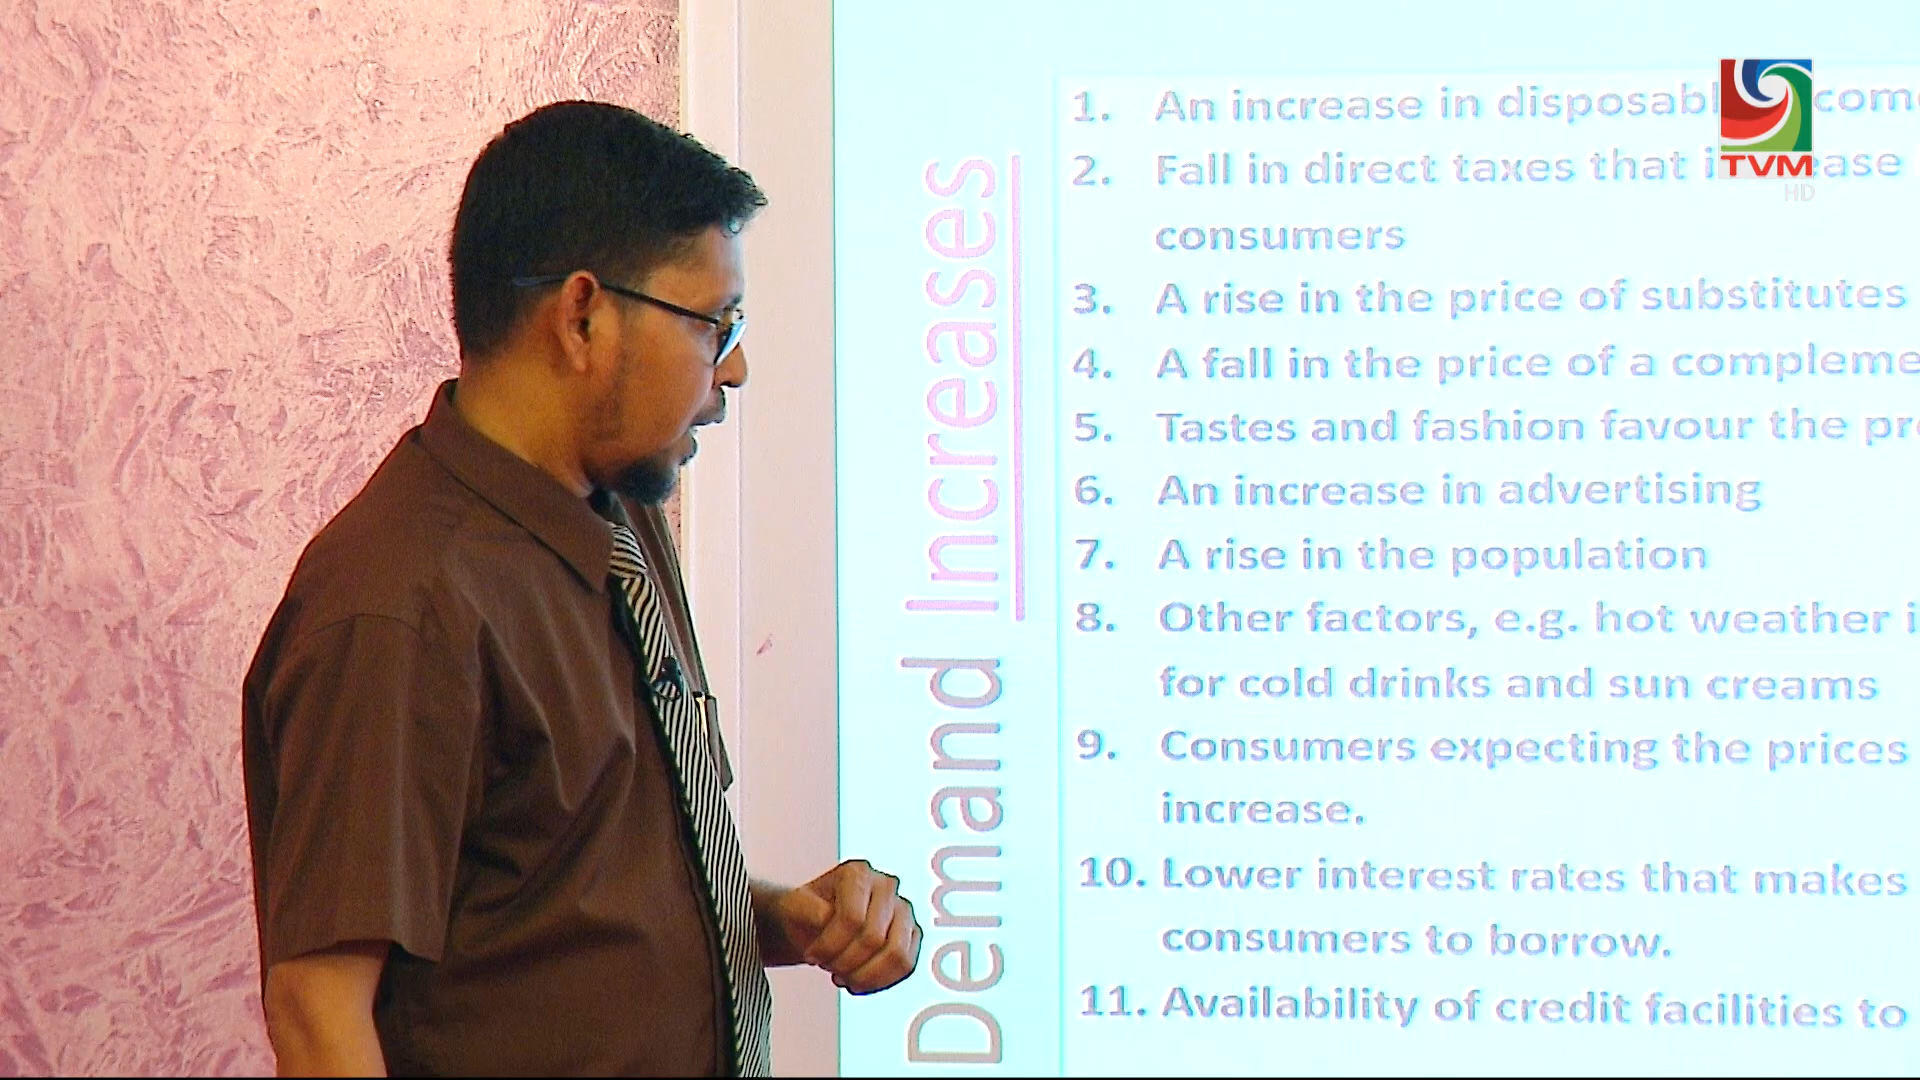 Demand Increases
1. An increase in
2. Fall in direct taxes that
consumers
3. A rise in the price of substitutes
4. A fall in the price of a
5. Tastes and fashion favour the
6. An increase in advertising
7. A rise in the population
8. Other factors, e.g. hot weather
for cold drinks and sun creams
9. Consumers expecting the prices
increase.
10. Lower interest rates that makes
consumers to borrow.
11. Availability of credit facilities to
TVM
HD